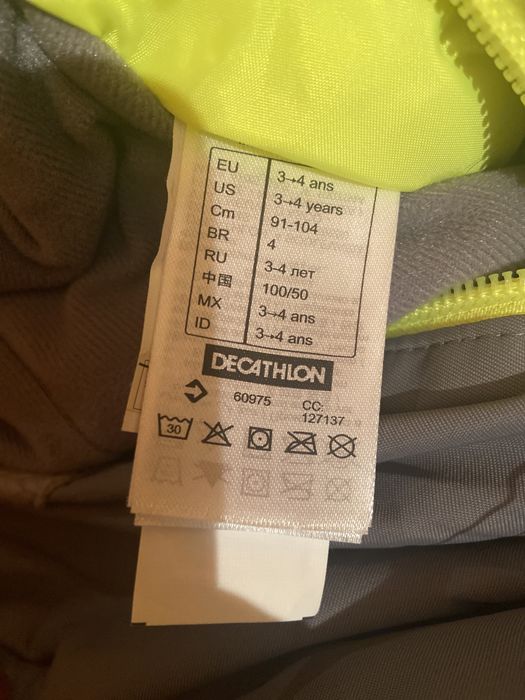 EU 3→4 ans
US 3→4 years
Cm 91-104
BR 4
RU 3-4 лет
中国 100/50
MX 3→4 ans
ID 3→4 ans
DECATHLON
60975 CC:
127137
30